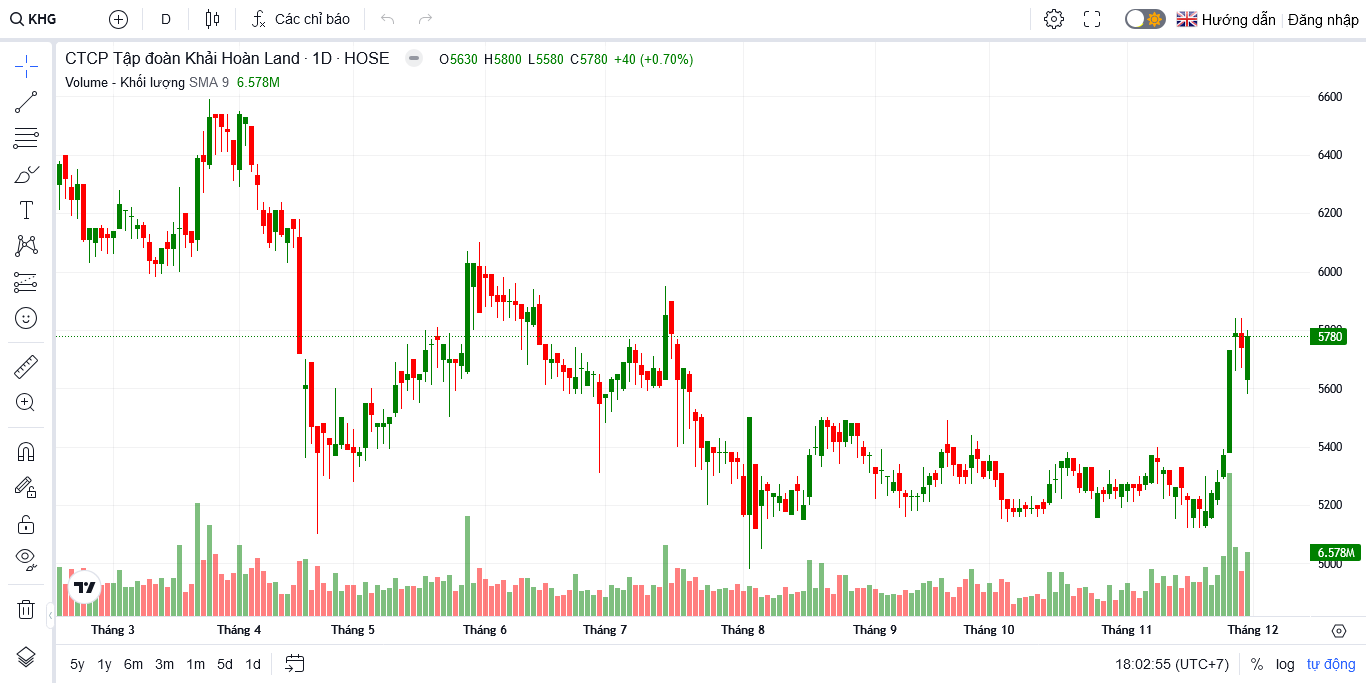 KHG D Các chỉ báo Hướng dẫn Đăng nhập
CTCP Tập đoàn Khải Hoàn Land · 1D · HOSE O5630 H5800 L5580 C5780 +40 (+0.70%)
Volume - Khối lượng SMA 9 6.578M
6600
6400
6200
6000
5800
5780
5600
5400
5200
6.578M
5000
Tháng 3 Tháng 4 Tháng 5 Tháng 6 Tháng 7 Tháng 8 Tháng 9 Tháng 10 Tháng 11 Tháng 12
5y 1y 6m 3m 1m 5d 1d 18:02:55 (UTC+7) % log tự động